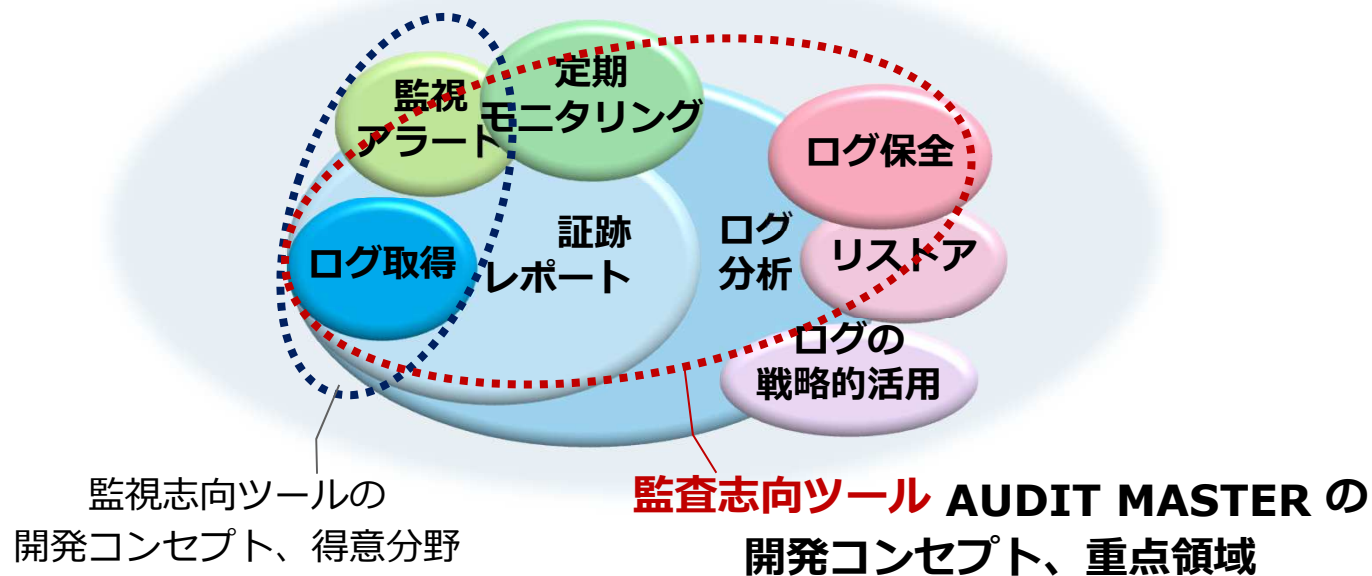 監視
アラート
定期
モニタリング
ログ保全
ログ取得
証跡
レポート
ログ
分析
リストア
ログの
戦略的活用
監視志向ツールの
開発コンセプト、得意分野
監査志向ツール AUDIT MASTER の
開発コンセプト、重点領域